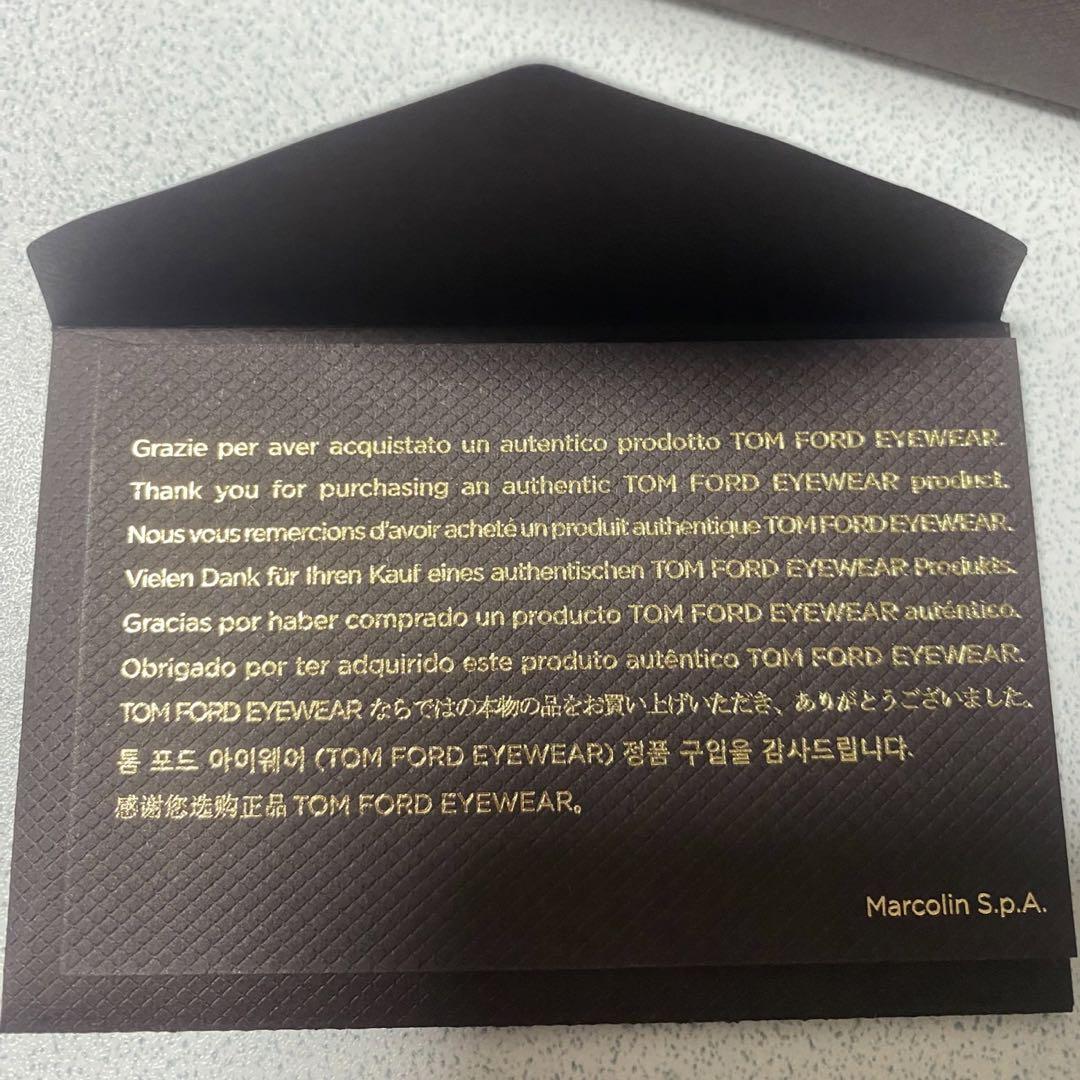 Grazie per aver acquistato un autentico prodotto TOM FORD EYEWEAR.
Thank you for purchasing an authentic TOM FORD EYEWEAR product.
Nous vous remercions d'avoir acheté un produit authentique TOM FORD EYEWEAR.
Vielen Dank für Ihren Kauf eines authentischen TOM FORD EYEWEAR Produkts.
Gracias por haber comprado un producto TOM FORD EYEWEAR auténtico.
Obrigado por ter adquirido este produto autêntico TOM FORD EYEWEAR.
TOM FORD EYEWEAR ならではの本物の品をお買い上げいただき、ありがとうございました。
톰 포드 아이웨어 (TOM FORD EYEWEAR) 정품 구입을 감사드립니다.
感谢您选购正品 TOM FORD EYEWEAR。
Marcolin S.p.A.